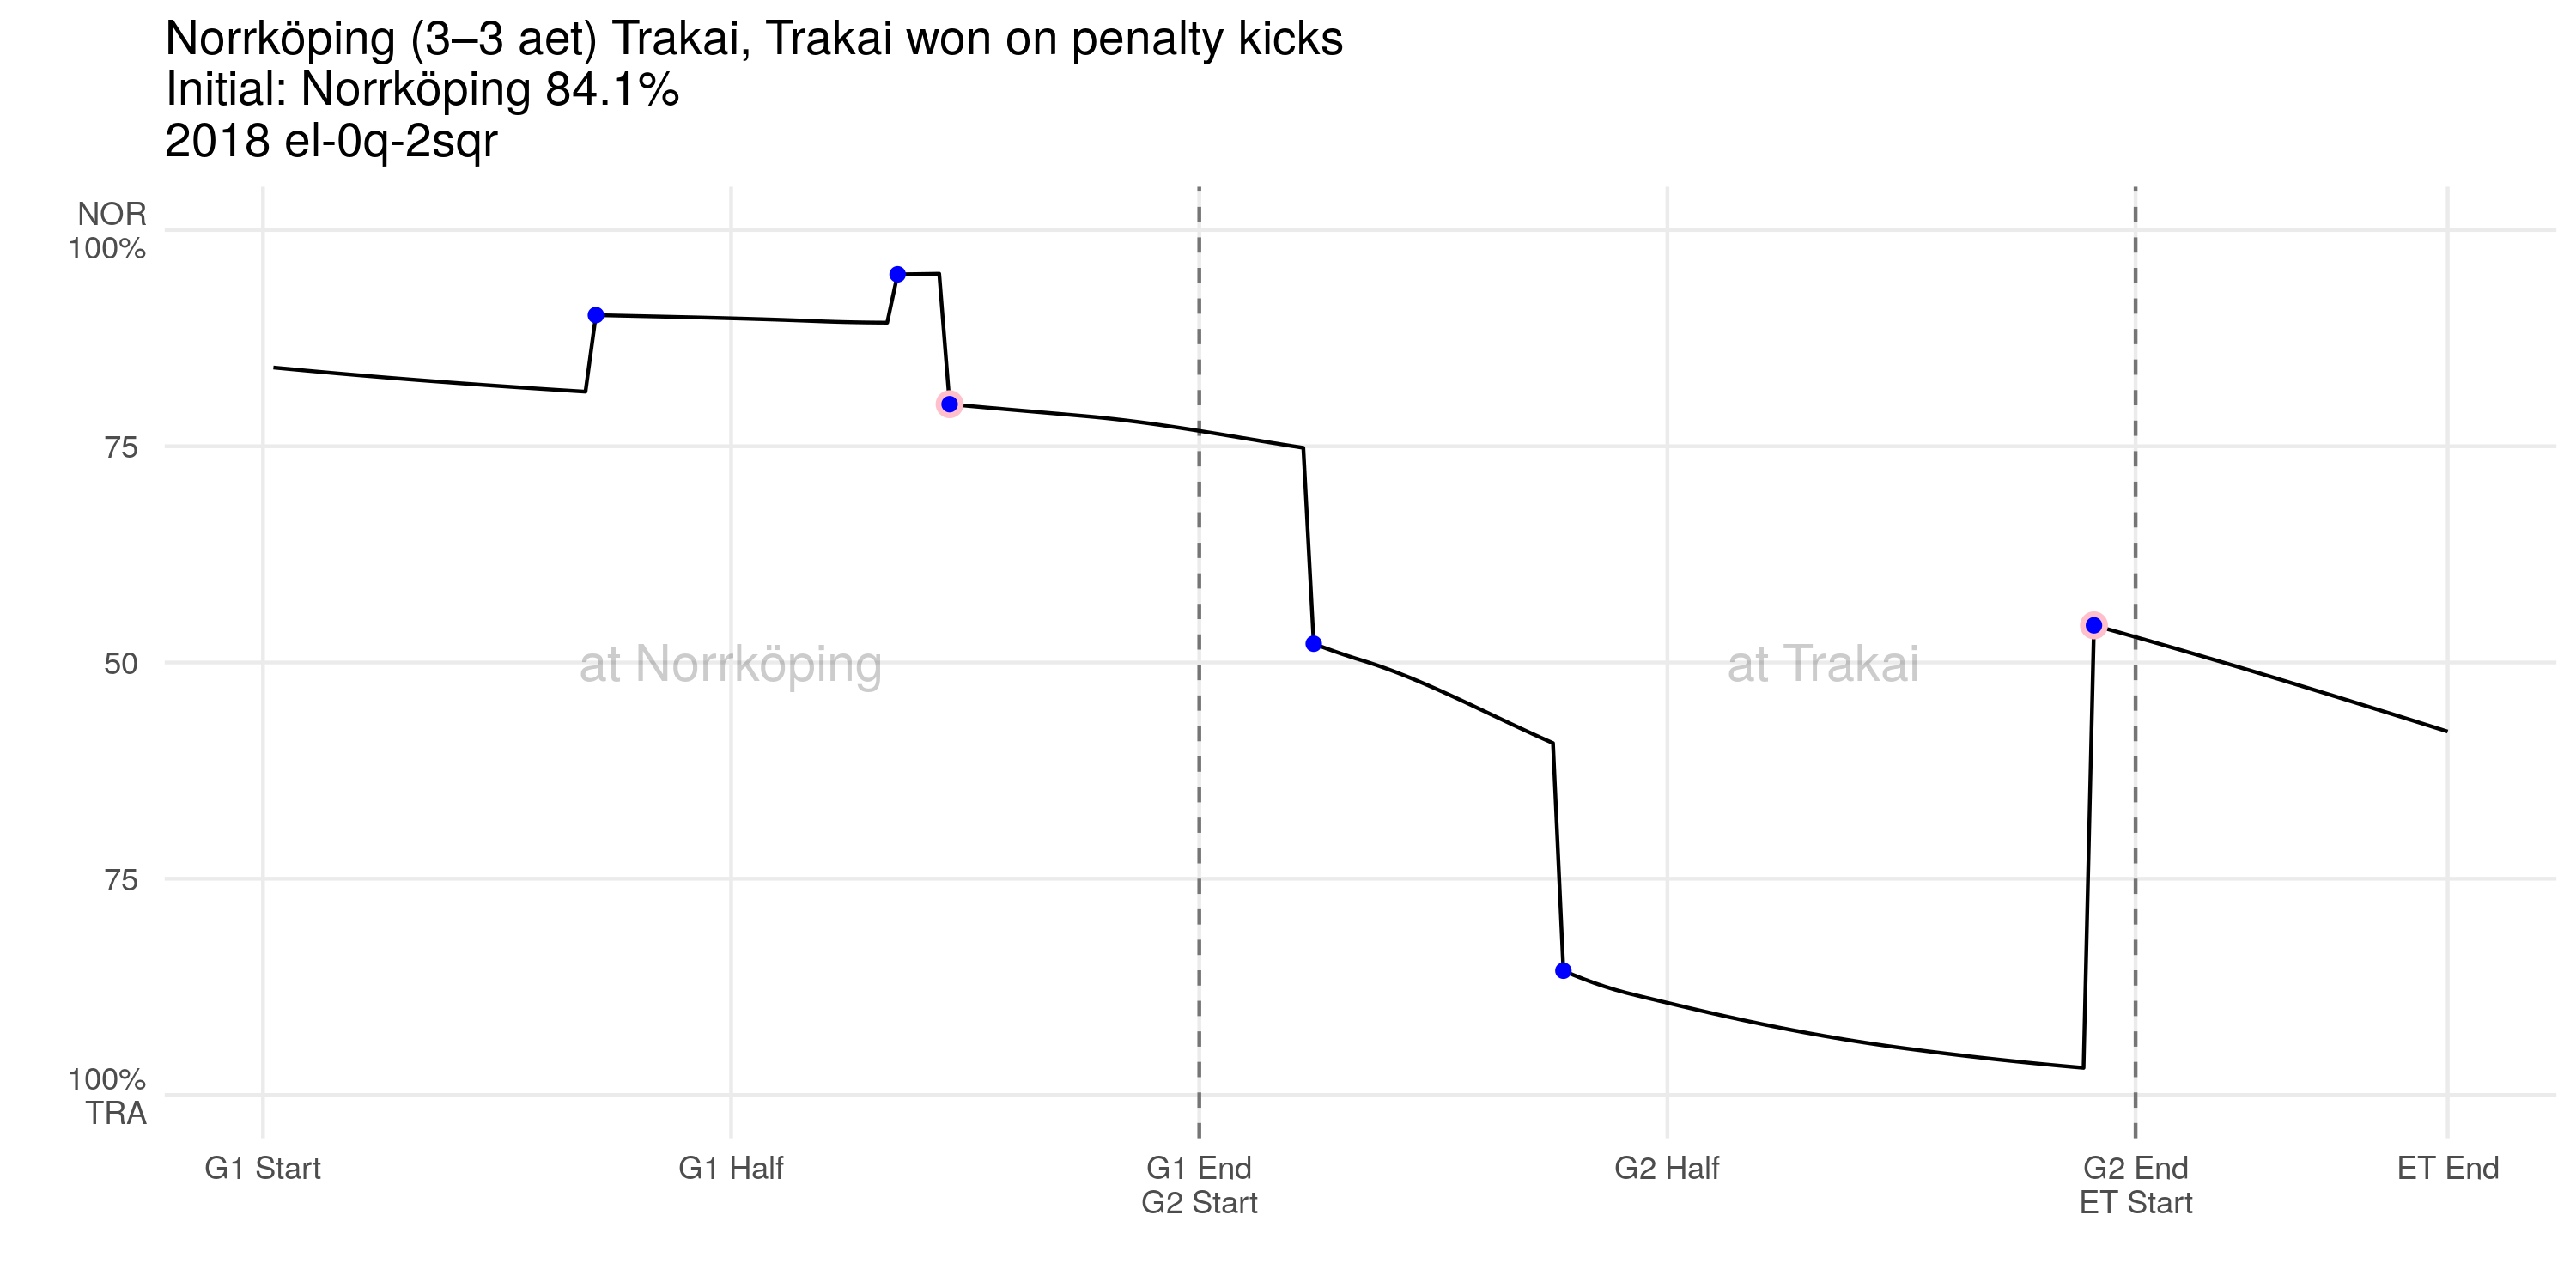 Norrköping (3–3 aet) Trakai, Trakai won on penalty kicks
Initial: Norrköping 84.1%
2018 el-0q-2sqr
NOR
100%
75
50
75
100%
TRA
at Norrköping
at Trakai
G1 Start
G1 Half
G1 End
G2 Start
G2 Half
G2 End
ET Start
ET End